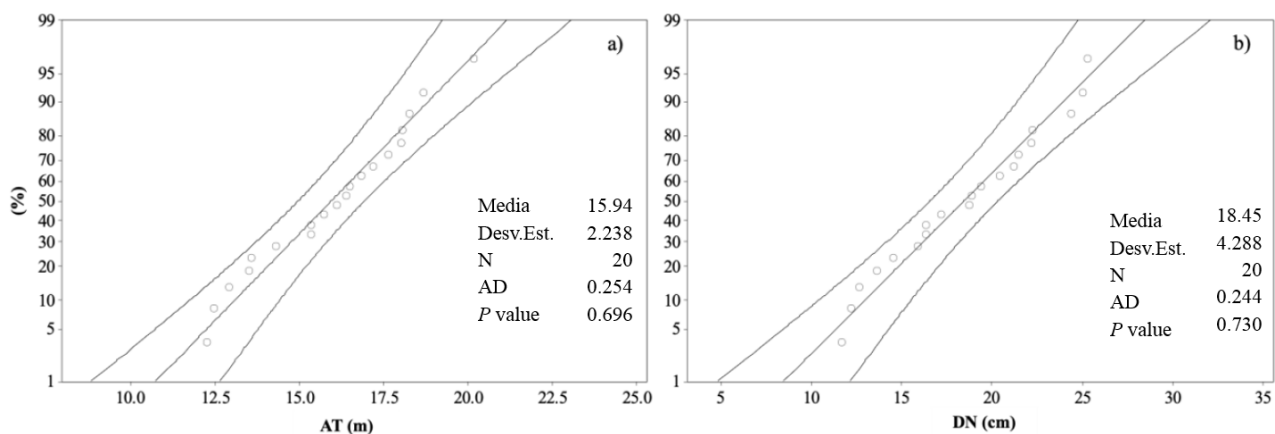 a)
99
95
90
80
70
60
50
40
30
20
10
5
1
(%)
Media 15.94
Desv.Est. 2.238
N 20
AD 0.254
P value 0.696
10.0 12.5 15.0 17.5 20.0 22.5 25.0
AT (m)
b)
99
95
90
80
70
60
50
40
30
20
10
5
1
Media 18.45
Desv.Est. 4.288
N 20
AD 0.244
P value 0.730
5 10 15 20 25 30 35
DN (cm)